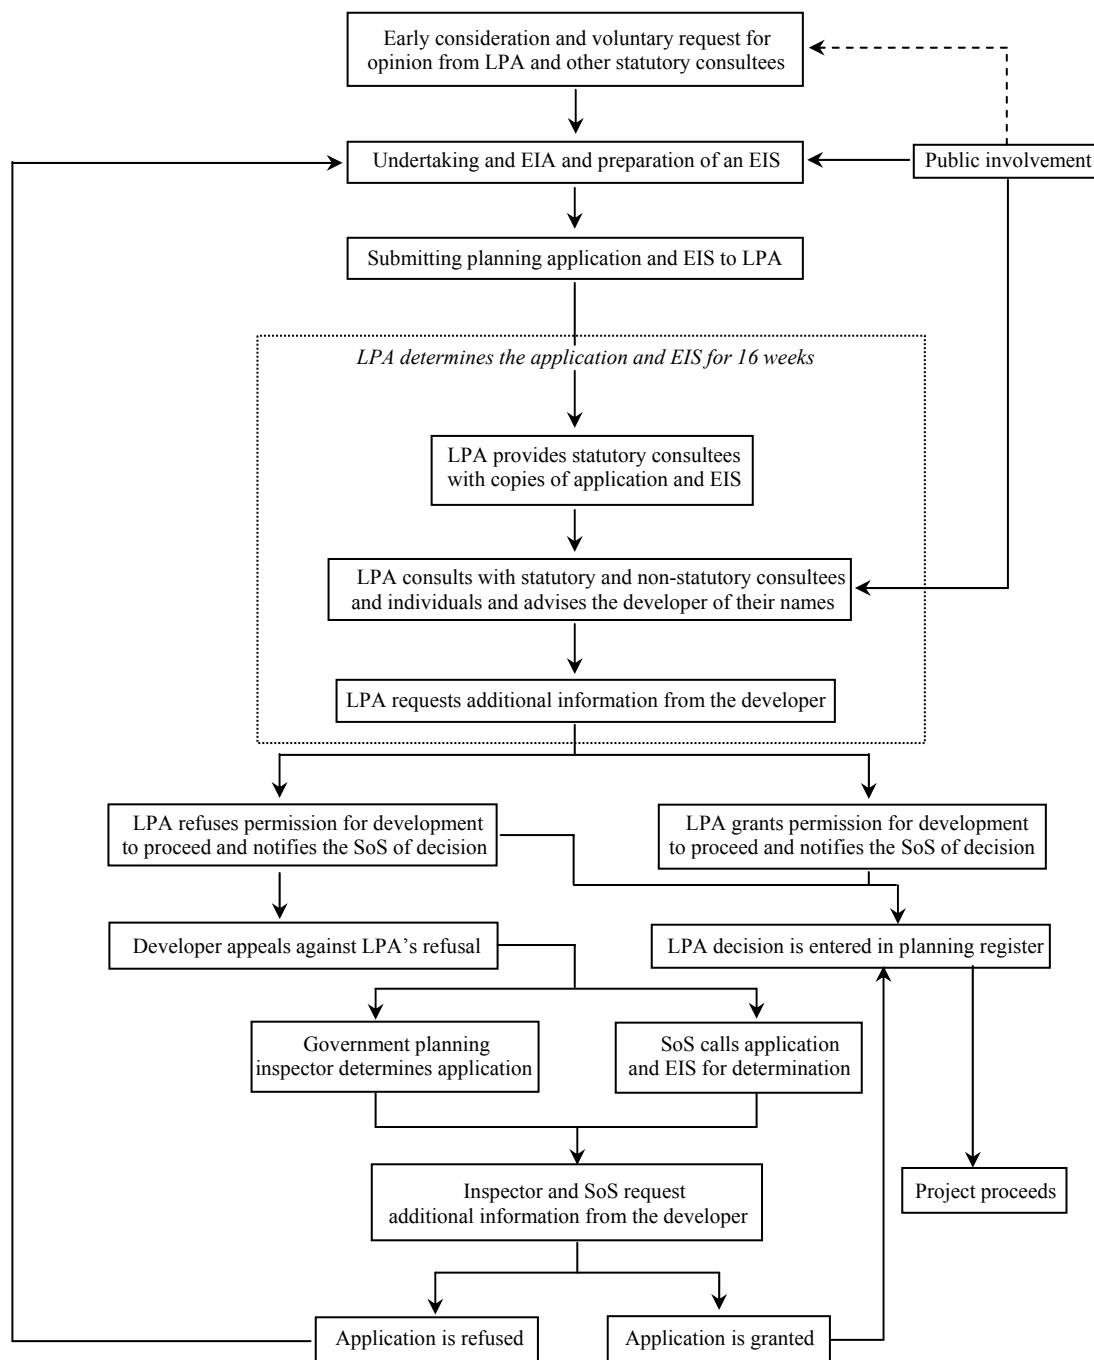 Early consideration and voluntary request for
opinion from LPA and other statutory consultees
Undertaking and EIA and preparation of an EIS
Public involvement
Submitting planning application and EIS to LPA
LPA determines the application and EIS for 16 weeks
LPA provides statutory consultees
with copies of application and EIS
LPA consults with statutory and non-statutory consultees
and individuals and advises the developer of their names
LPA requests additional information from the developer
LPA refuses permission for development
to proceed and notifies the SoS of decision
LPA grants permission for development
to proceed and notifies the SoS of decision
Developer appeals against LPA’s refusal
LPA decision is entered in planning register
Government planning
inspector determines application
SoS calls application
and EIS for determination
Inspector and SoS request
additional information from the developer
Project proceeds
Application is refused
Application is granted